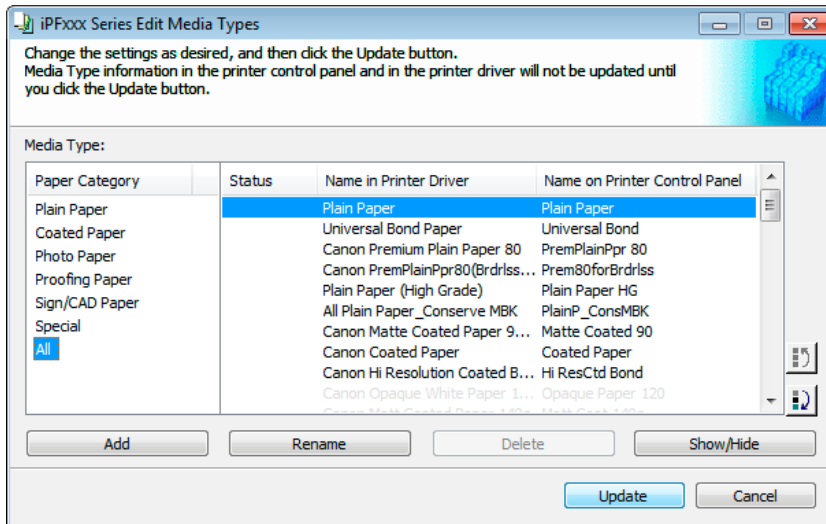 iPFxxx Series Edit Media Types
Change the settings as desired, and then click the Update button.
Media Type information in the printer control panel and in the printer driver will not be updated until
you click the Update button.
Media Type:
Paper Category Status Name in Printer Driver Name on Printer Control Panel
Plain Paper
Coated Paper
Photo Paper
Proofing Paper
Sign/CAD Paper
Special
All
Plain Paper Plain Paper
Universal Bond Paper Universal Bond
Canon Premium Plain Paper 80 PremPlainPpr 80
Canon PremPlainPpr80(Brdrlss... Prem80forBrdrlss
Plain Paper (High Grade) Plain Paper HG
All Plain Paper_Conserve MBK PlainP_ConsMBK
Canon Matte Coated Paper 9... Matte Coated 90
Canon Coated Paper Coated Paper
Canon Hi Resolution Coated B... Hi ResCtd Bond
Canon Opaque White Paper 1... Opaque Paper 120
Add Rename Delete Show/Hide
Update Cancel